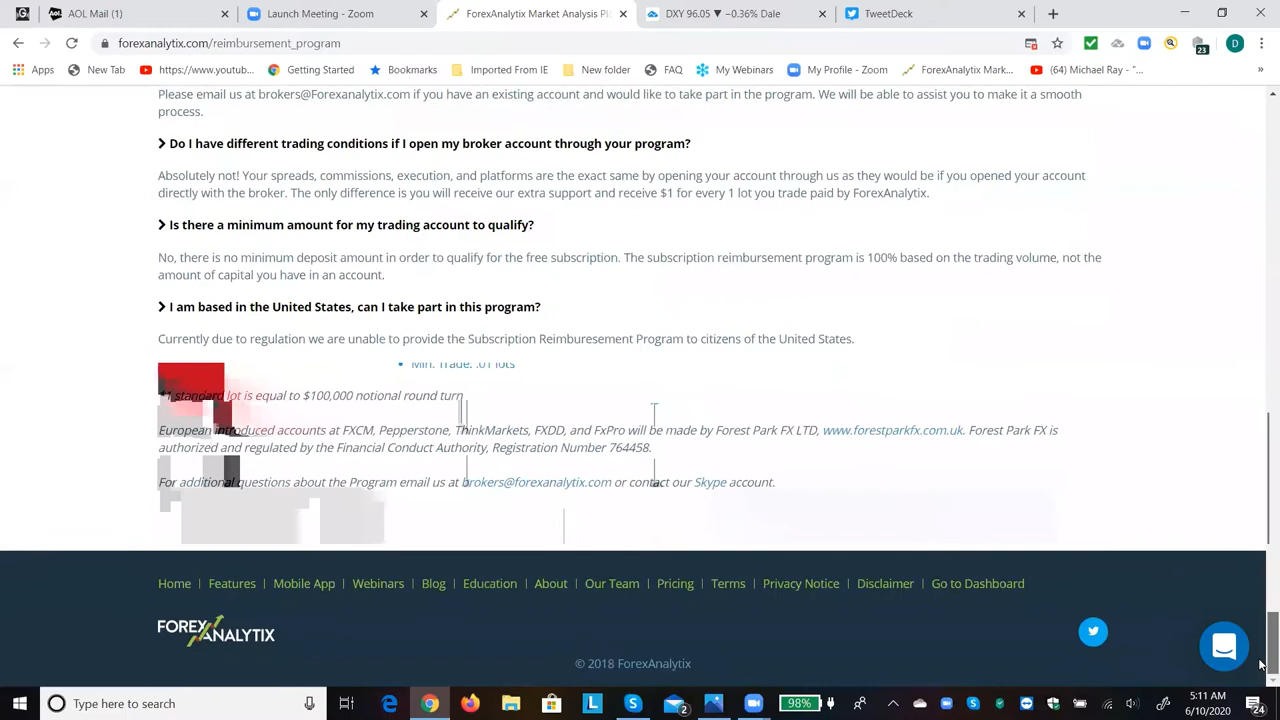 AOL Mail (2)
Launch Meeting - Zoom
ForexAnalytix Market Analysis Pl
DXY 96.05 ▼ −0.36% Dale
TweetDeck
forexanalytix.com/reimbursement_program
23
D
Apps
New Tab
https://www.youtub...
Getting Started
Bookmarks
Imported From IE
New folder
FAQ
My Webinars
My Profile - Zoom
ForexAnalytix Mark...
(64) Michael Ray - "...
»
Please email us at brokers@Forexanalytix.com if you have an existing account and would like to take part in the program. We will be able to assist you to make it a smooth
process.
Do I have different trading conditions if I open my broker account through your program?
Absolutely not! Your spreads, commissions, execution, and platforms are the exact same by opening your account through us as they would be if you opened your account
directly with the broker. The only difference is you will receive our extra support and receive $1 for every 1 lot you trade paid by ForexAnalytix.
Is there a minimum amount for my trading account to qualify?
No, there is no minimum deposit amount in order to qualify for the free subscription. The subscription reimbursement program is 100% based on the trading volume, not the
amount of capital you have in an account.
I am based in the United States, can I take part in this program?
Currently due to regulation we are unable to provide the Subscription Reimburesement Program to citizens of the United States.
• Min. Trade: .01 lots
*1 standard lot is equal to $100,000 notional round turn
European introduced accounts at FXCM, Pepperstone, ThinkMarkets, FXDD, and FxPro will be made by Forest Park FX LTD, www.forestparkfx.com.uk. Forest Park FX is
authorized and regulated by the Financial Conduct Authority, Registration Number 764458.
For additional questions about the Program email us at brokers@forexanalytix.com or contact our Skype account.
Home | Features | Mobile App | Webinars | Blog | Education | About | Our Team | Pricing | Terms | Privacy Notice | Disclaimer | Go to Dashboard
FOREX
ANALYTIX
© 2018 ForexAnalytix
Type here to search
2
98%
5:11 AM
6/10/2020
24